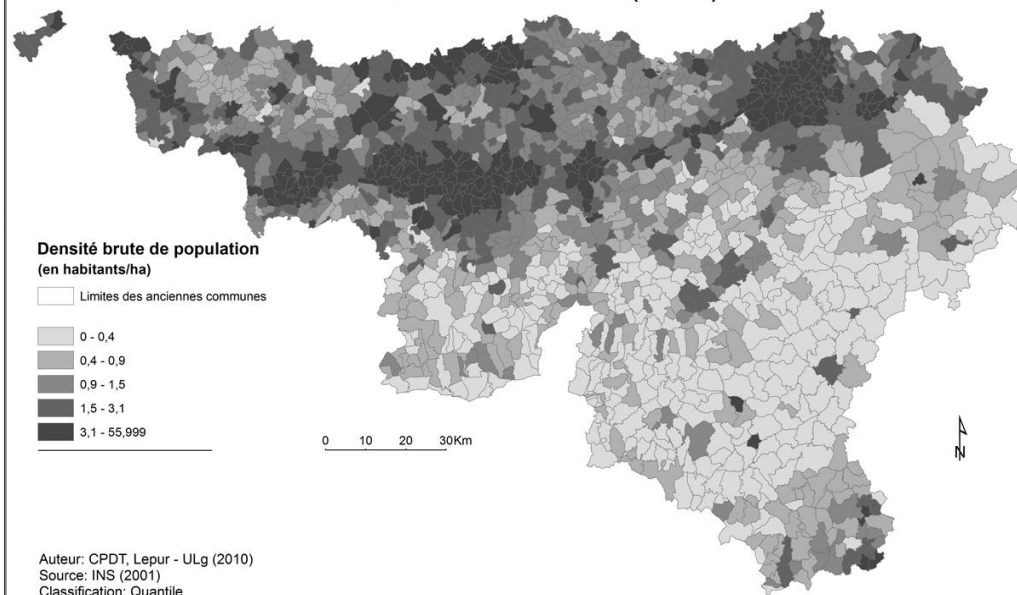 Densité brute de population
(en habitants/ha)
Limites des anciennes communes
0 - 0,4
0,4 - 0,9
0,9 - 1,5
1,5 - 3,1
3,1 - 55,999
0 10 20 30Km
N
Auteur: CPDT, Lepur - ULg (2010)
Source: INS (2001)
Classification: Quantile